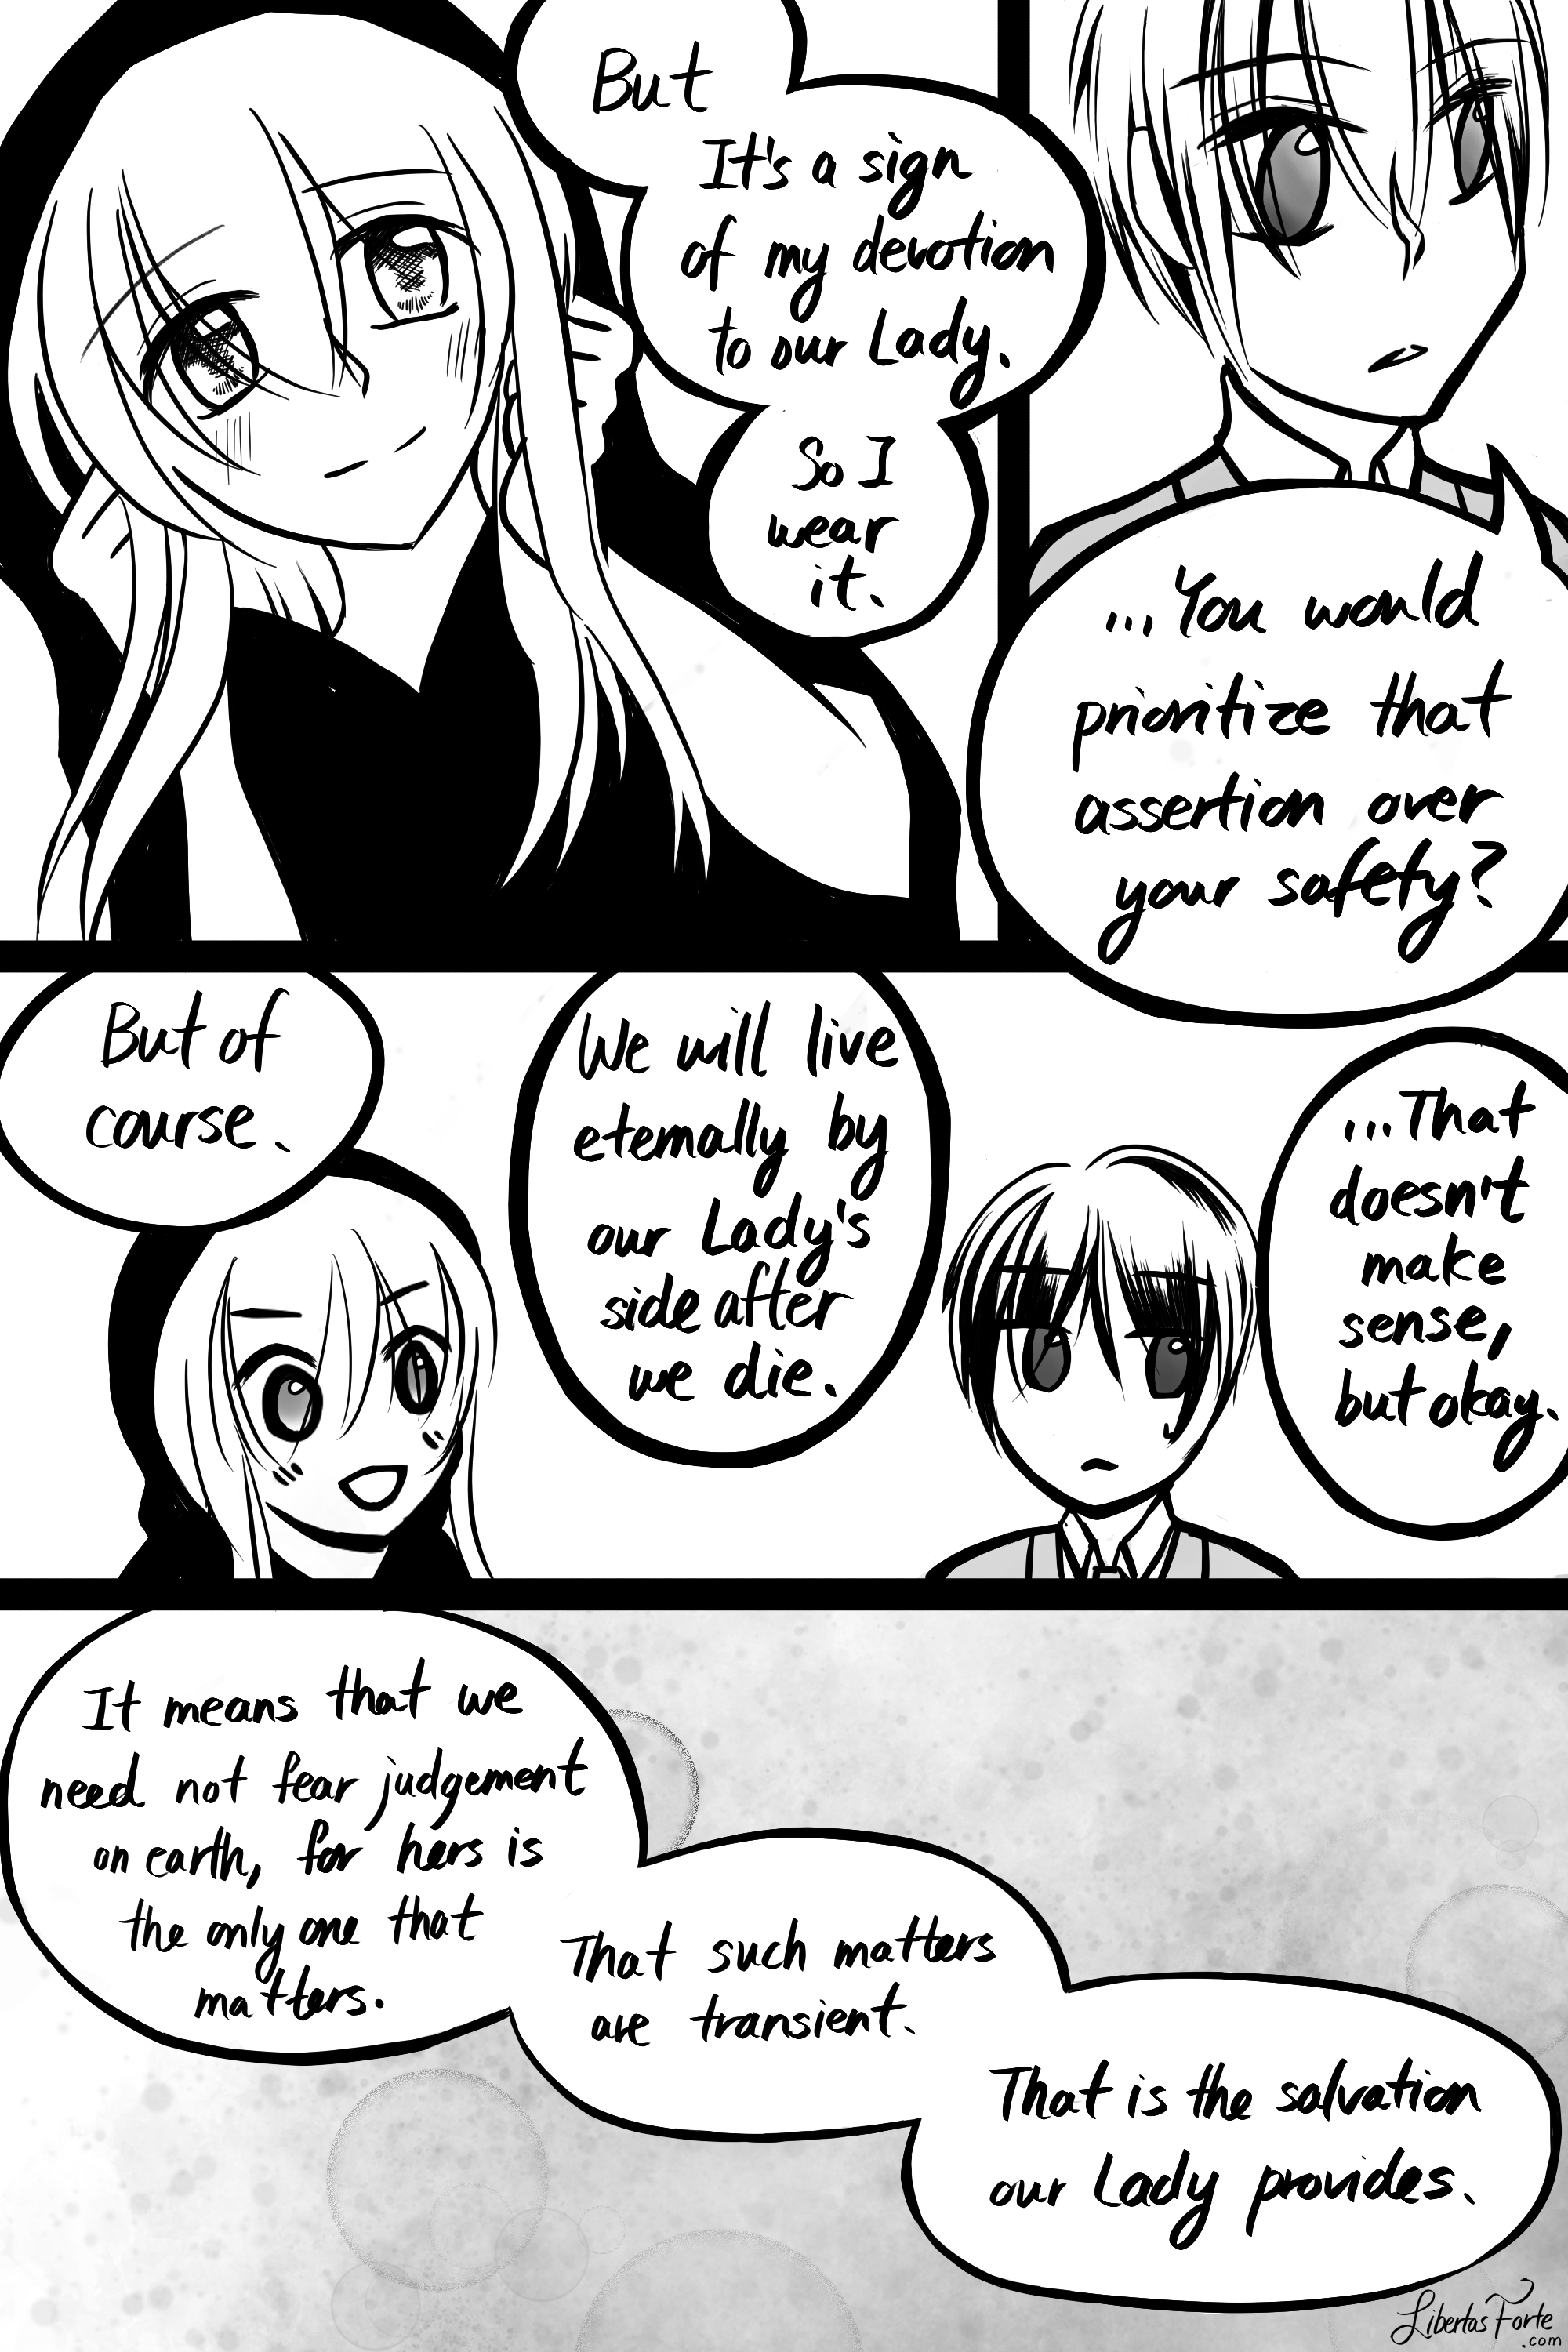 But
It's a sign
of my devotion
to our Lady.
So I
wear
it.
...You would
prioritize that
assertion over
your safety?
But of
course.
We will live
eternally by
our Lady's
side after
we die.
...That
doesn't
make
sense,
but okay.
It means that we
need not fear judgement
on earth, for hers is
the only one that
matters.
That such matters
are transient.
That is the salvation
our Lady provides.
Libertas Forte
.com